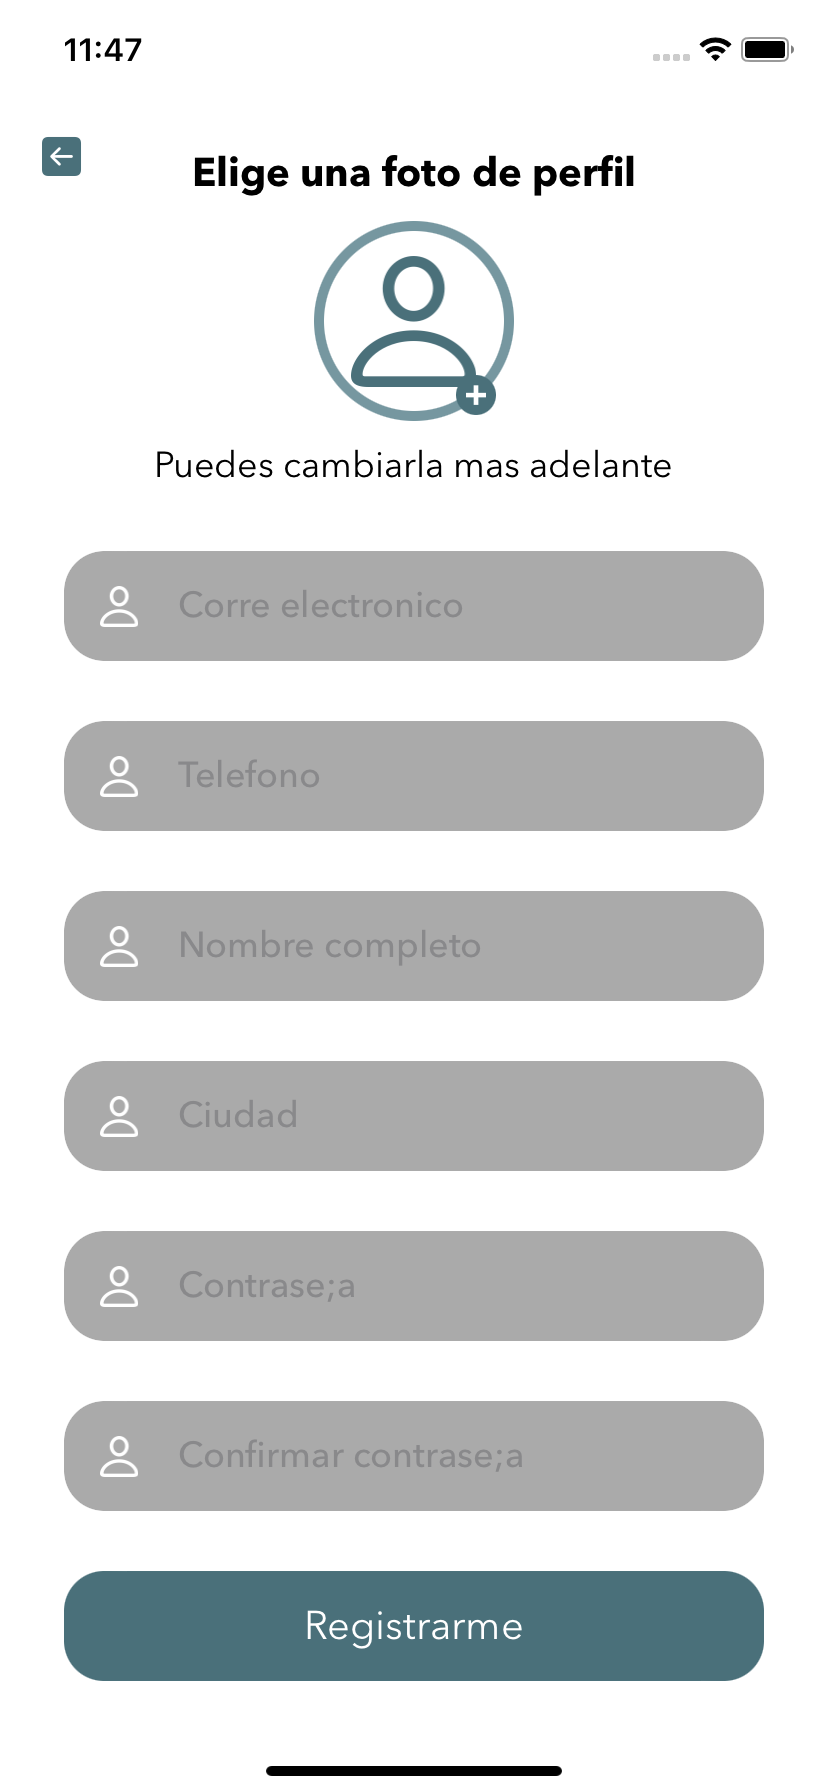 11:47
Elige una foto de perfil
Puedes cambiarla mas adelante
Corre electronico
Telefono
Nombre completo
Ciudad
Contrase;a
Confirmar contrase;a
Registrarme